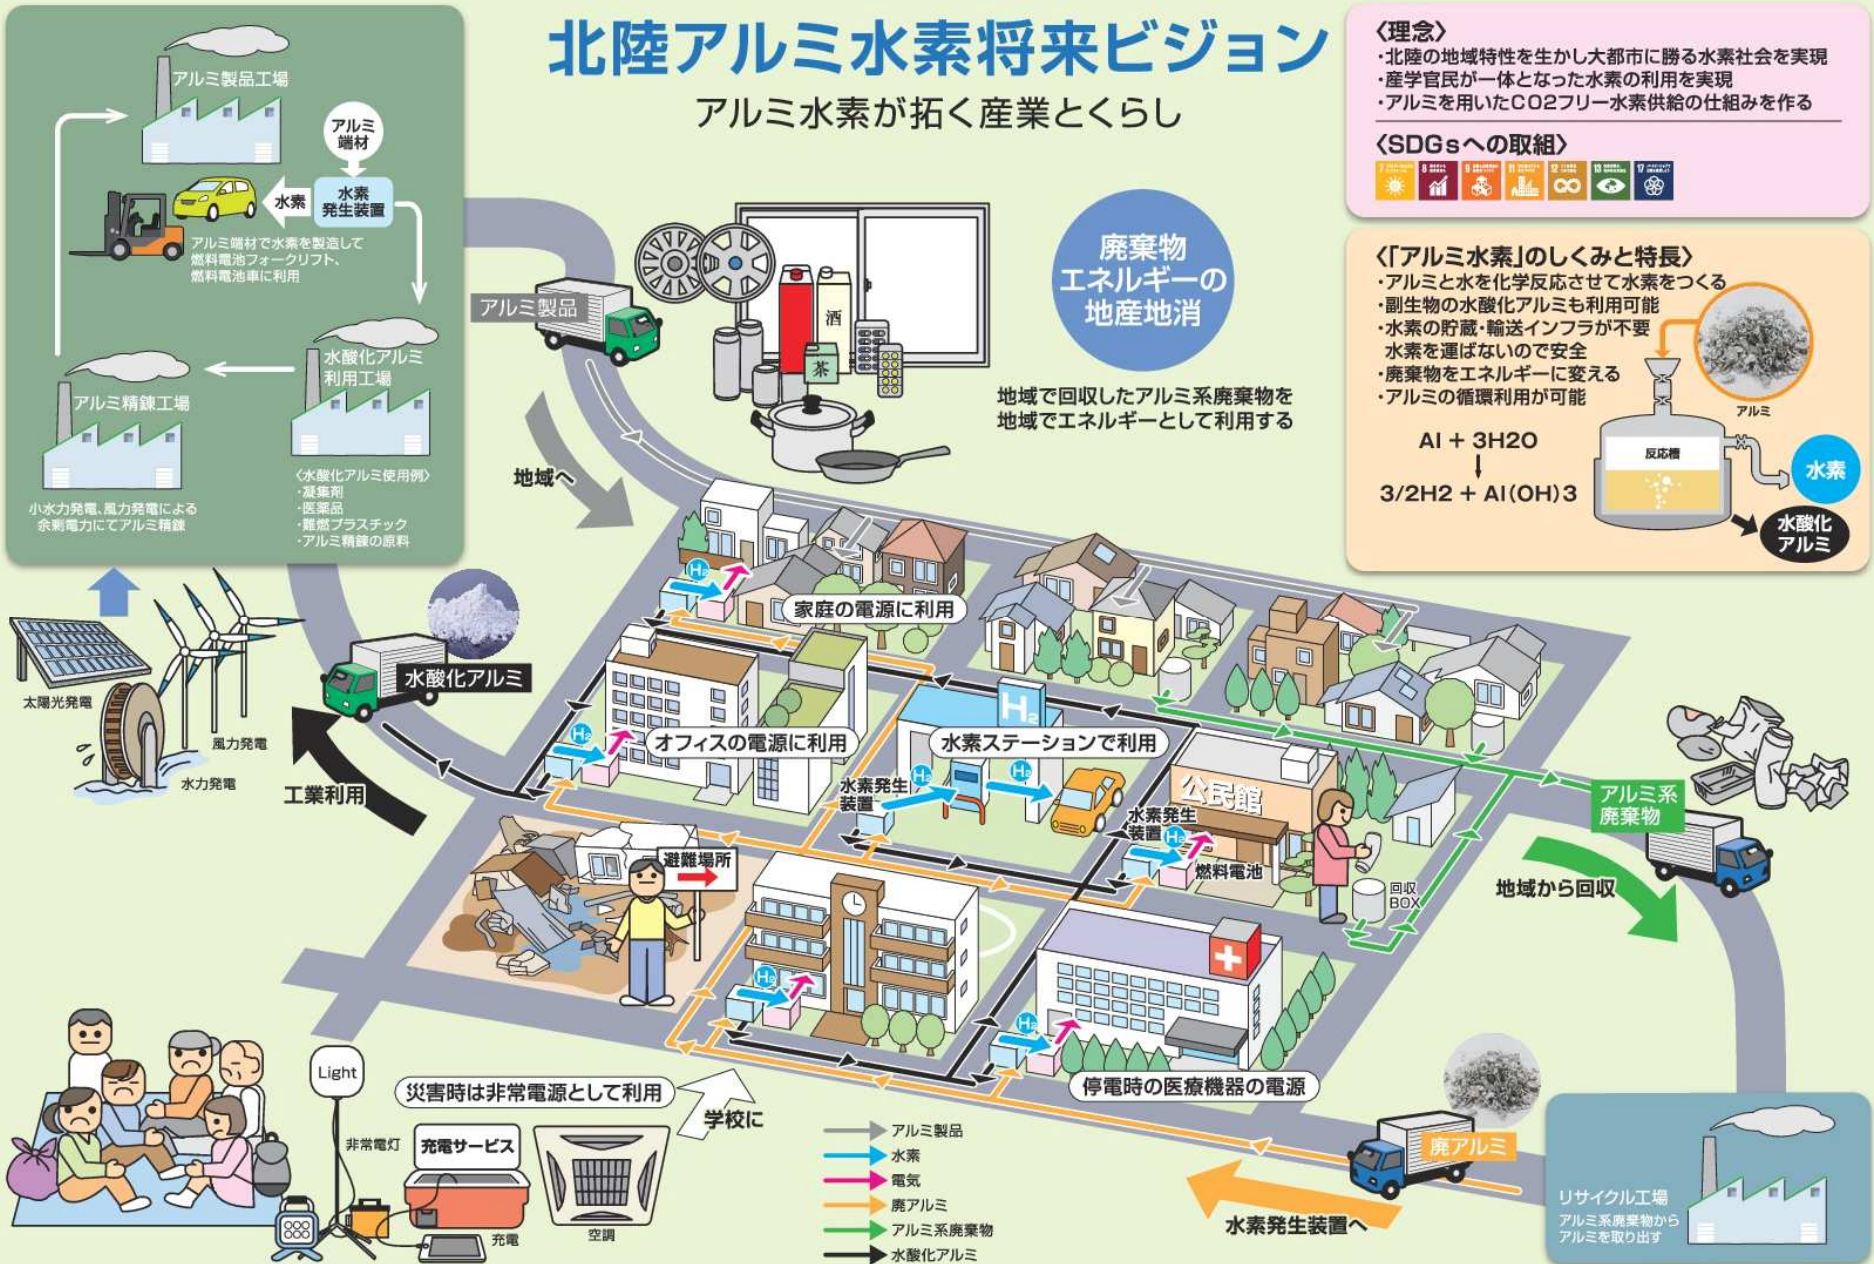 北陸アルミ水素将来ビジョン
アルミ水素が拓く産業とくらし
アルミ製品工場
アルミ
端材
水素
発生装置
水素
アルミ端材で水素を製造して
燃料電池フォークリフト、
燃料電池車に利用
水酸化アルミ
利用工場
アルミ精錬工場
〈水酸化アルミ使用例〉
・凝集剤
・医薬品
・難燃プラスチック
・アルミ精錬の原料
小水力発電、風力発電による
余剰電力にてアルミ精錬
〈理念〉
・北陸の地域特性を生かし大都市に勝る水素社会を実現
・産学官民が一体となった水素の利用を実現
・アルミを用いたCO2フリー水素供給の仕組みを作る
〈SDGsへの取組〉
7
8
9
11
12
13
17
〈「アルミ水素」のしくみと特長〉
・アルミと水を化学反応させて水素をつくる
・副生物の水酸化アルミも利用可能
・水素の貯蔵・輸送インフラが不要
水素を運ばないので安全
・廃棄物をエネルギーに変える
・アルミの循環利用が可能
アルミ
Al + 3H2O
3/2H2 + Al(OH)3
反応槽
水素
水酸化
アルミ
アルミ製品
酒
茶
廃棄物
エネルギーの
地産地消
地域で回収したアルミ系廃棄物を
地域でエネルギーとして利用する
地域へ
太陽光発電
風力発電
水力発電
水酸化アルミ
工業利用
H2
家庭の電源に利用
H2
オフィスの電源に利用
H2
水素ステーションで利用
水素発生
装置
H2
H2
公民館
水素発生
装置
H2
燃料電池
回収
BOX
アルミ系
廃棄物
地域から回収
避難場所
H2
H2
停電時の医療機器の電源
Light
災害時は非常電源として利用
学校に
非常電灯
充電サービス
充電
空調
アルミ製品
水素
電気
廃アルミ
アルミ系廃棄物
水酸化アルミ
廃アルミ
水素発生装置へ
リサイクル工場
アルミ系廃棄物から
アルミを取り出す